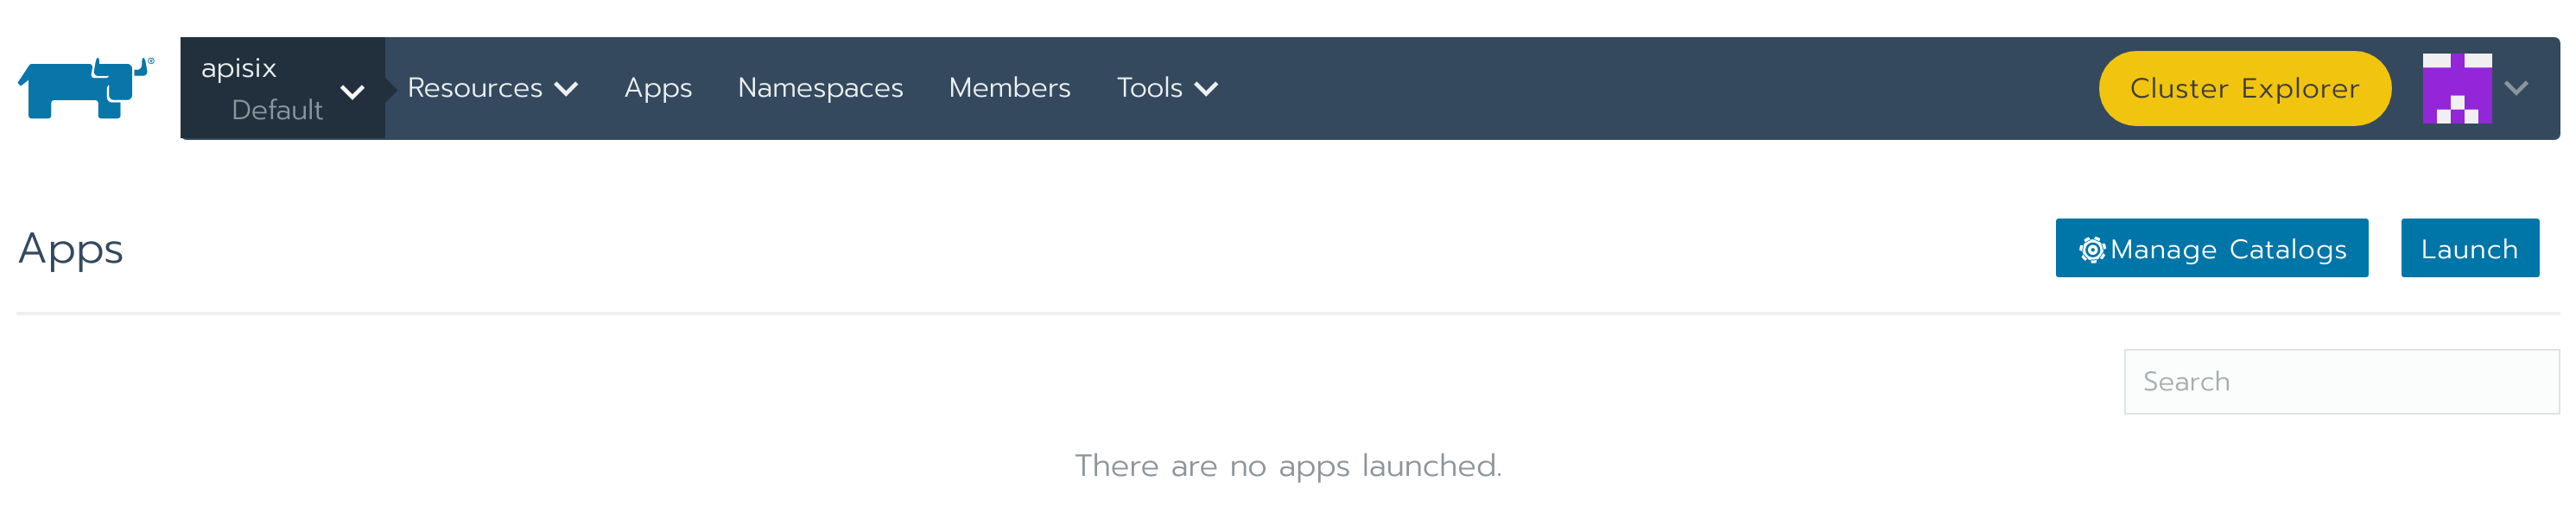 apisix
Default
Resources Apps Namespaces Members Tools
Cluster Explorer
Apps
Manage Catalogs
Launch
Search
There are no apps launched.